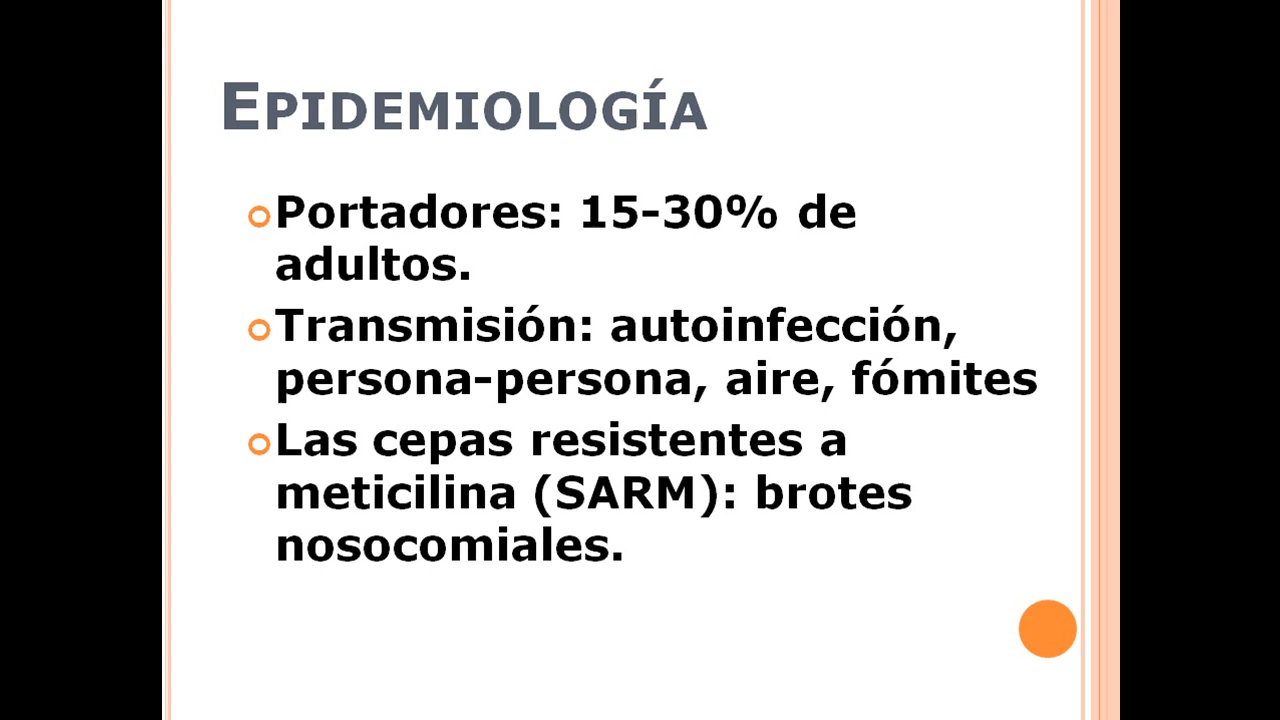 EPIDEMIOLOGÍA
Portadores: 15-30% de
adultos.
Transmisión: autoinfección,
persona-persona, aire, fómites
Las cepas resistentes a
meticilina (SARM): brotes
nosocomiales.